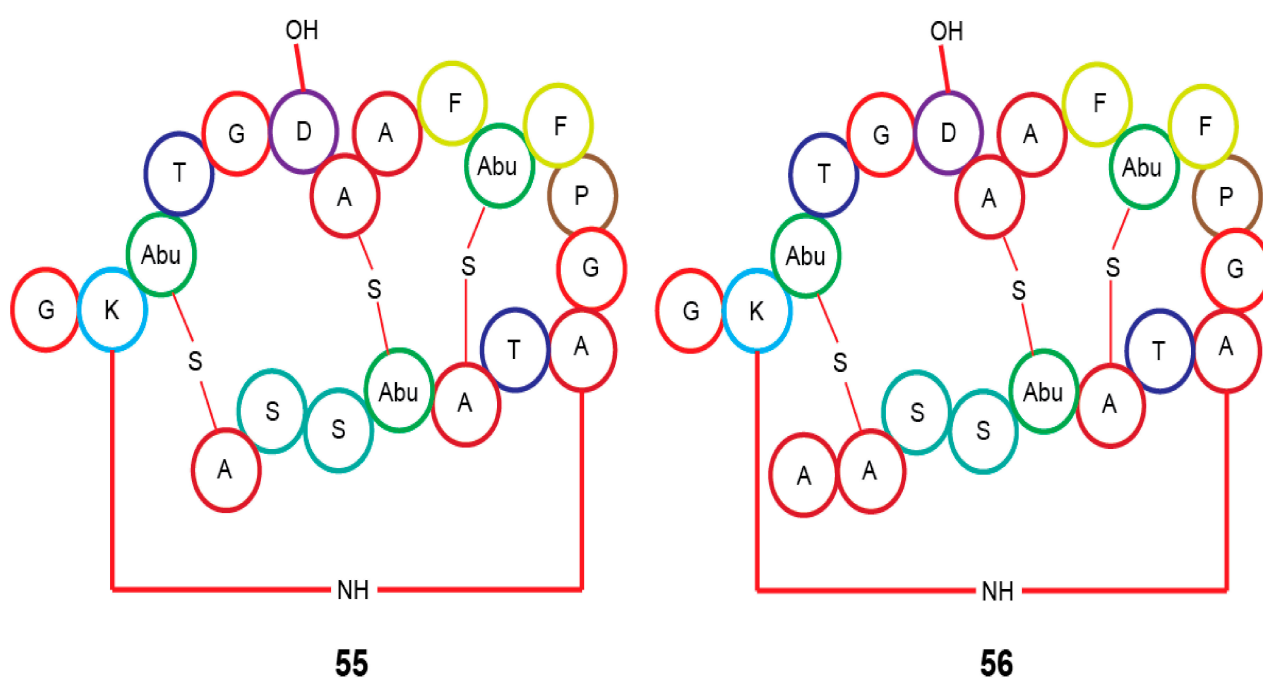 OH OH
G D A F F G D A F F
T A Abu P T A Abu P
Abu S G Abu S G
G K S T A G K S T A
S S S Abu A S S S Abu A
A A A
NH NH
55 56